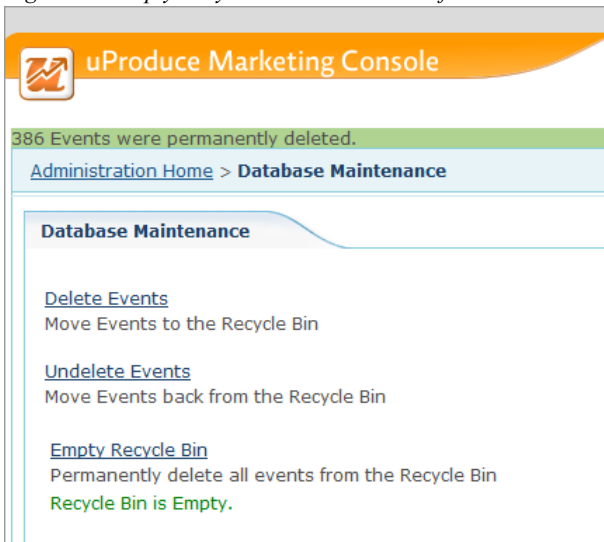 uProduce Marketing Console
386 Events were permanently deleted.
Administration Home > Database Maintenance
Database Maintenance
Delete Events
Move Events to the Recycle Bin
Undelete Events
Move Events back from the Recycle Bin
Empty Recycle Bin
Permanently delete all events from the Recycle Bin
Recycle Bin is Empty.